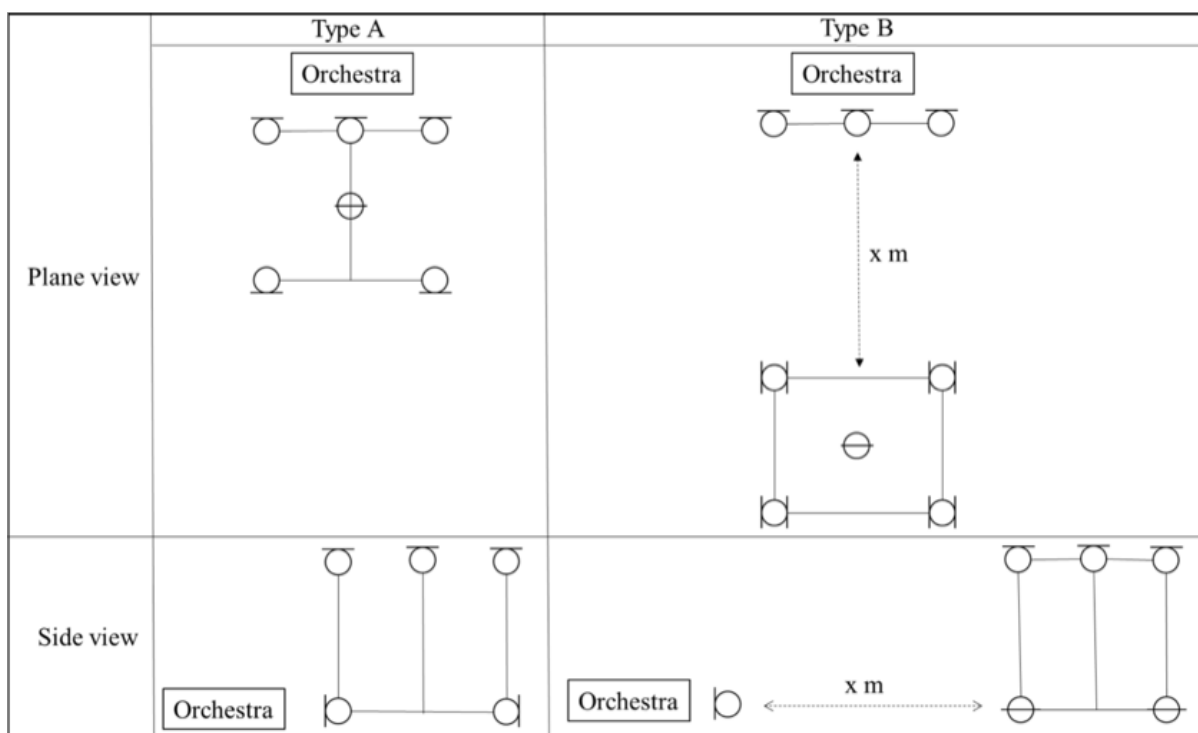 Type A
Type B
Orchestra
Orchestra
Plane view
x m
Side view
Orchestra
Orchestra
x m